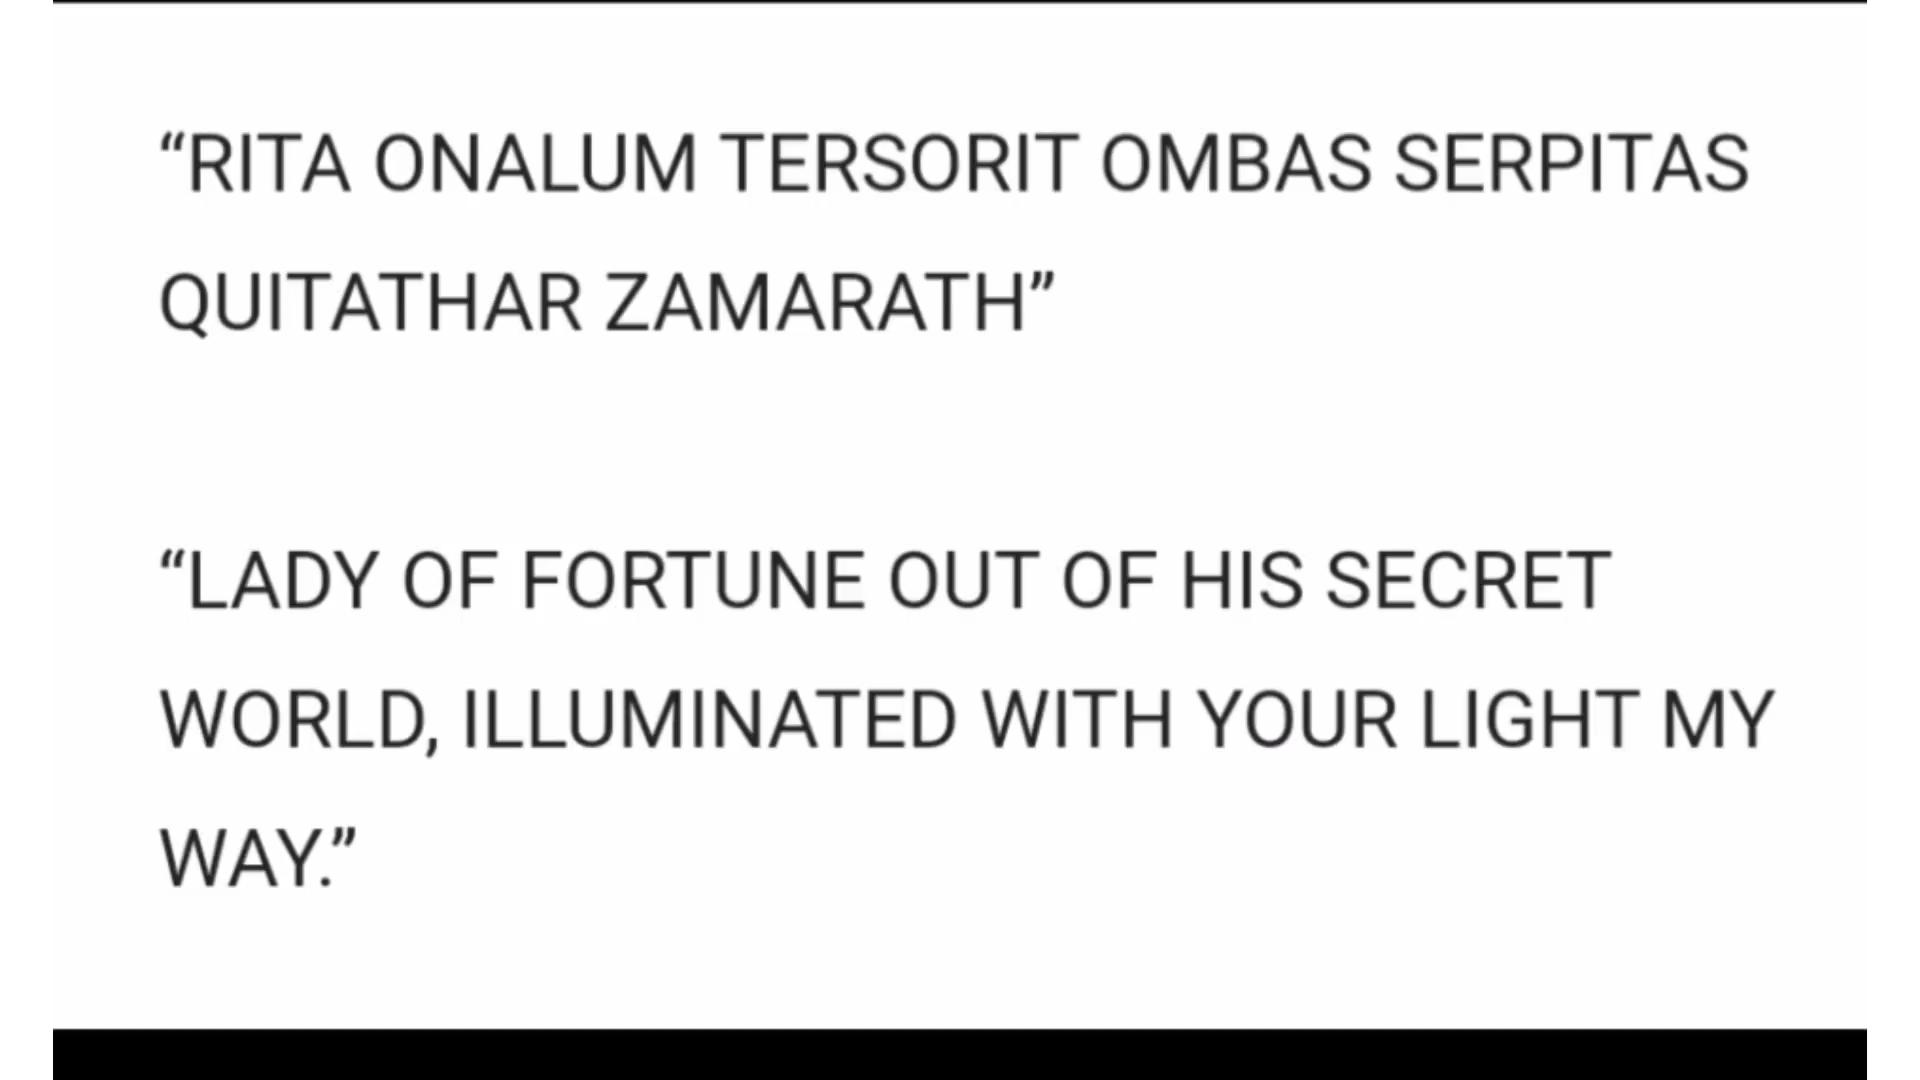 “RITA ONALUM TERSORIT OMBAS SERPITAS
QUITATHAR ZAMARATH”
“LADY OF FORTUNE OUT OF HIS SECRET
WORLD, ILLUMINATED WITH YOUR LIGHT MY
WAY.”